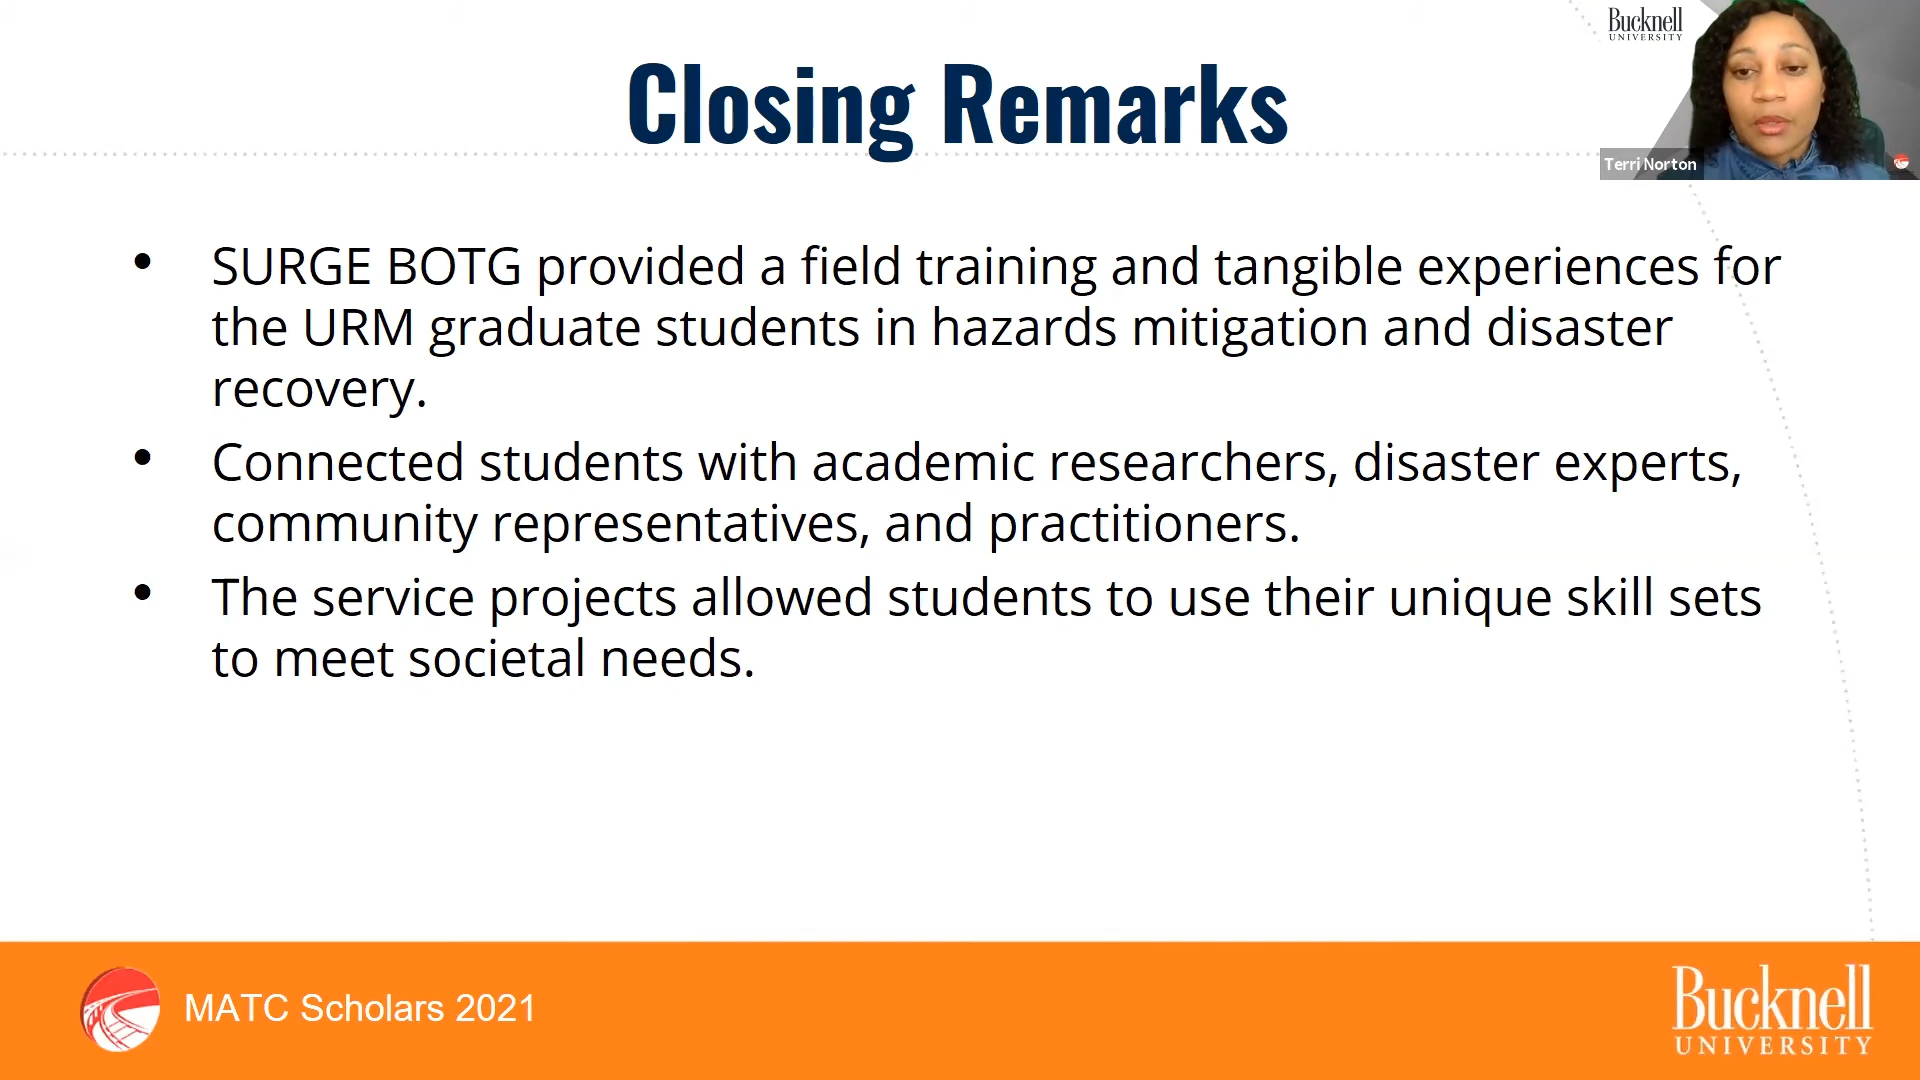 Bucknell
UNIVERSITY
Closing Remarks
Terri Norton
• SURGE BOTG provided a field training and tangible experiences for
the URM graduate students in hazards mitigation and disaster
recovery.
• Connected students with academic researchers, disaster experts,
community representatives, and practitioners.
• The service projects allowed students to use their unique skill sets
to meet societal needs.
MATC Scholars 2021
Bucknell
UNIVERSITY